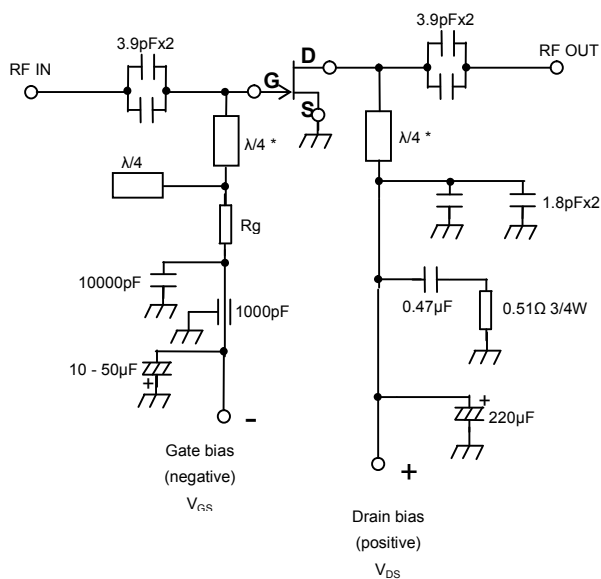 3.9pFx2
3.9pFx2
RF IN
G
D
S
RF OUT
λ/4 *
λ/4 *
λ/4
Rg
1.8pFx2
10000pF
1000pF
0.47µF
0.51Ω 3/4W
10 - 50µF
+
-
+
220µF
+
Gate bias
(negative)
VGS
Drain bias
(positive)
VDS